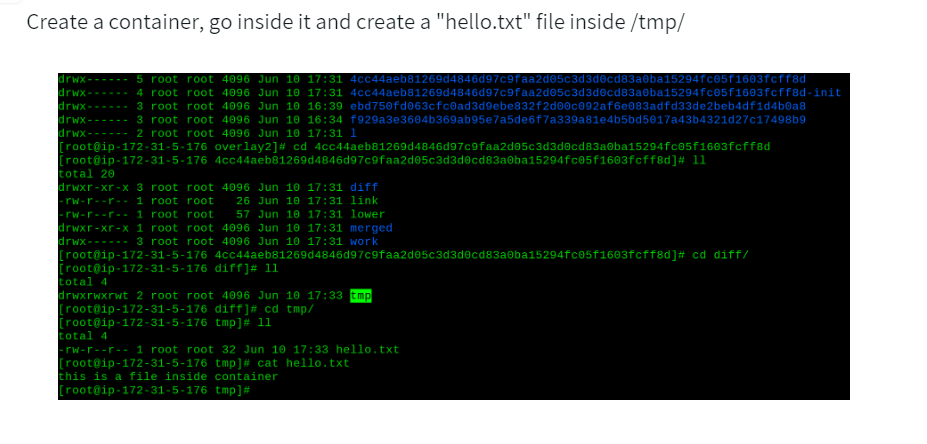 Create a container, go inside it and create a "hello.txt" file inside /tmp/
drwx------ 5 root root 4096 Jun 10 17:31 4cc44aeb81269d4846d97c9faa2d05c3d3d0cd83a0ba15294fc05f1603fcff8d
drwx------ 4 root root 4096 Jun 10 17:31 4cc44aeb81269d4846d97c9faa2d05c3d3d0cd83a0ba15294fc05f1603fcff8d-init
drwx------ 3 root root 4096 Jun 10 16:39 ebd750fd063cfc0ad3d9ebe832f2d00c092af6e083adfd33de2beb4df1d4b0a8
drwx------ 3 root root 4096 Jun 10 16:34 f929a3e3604b369ab95e7a5de6f7a339a81e4b5bd5017a43b4321d27c17498b9
drwx------ 2 root root 4096 Jun 10 17:31 l
[root@ip-172-31-5-176 overlay2]# cd 4cc44aeb81269d4846d97c9faa2d05c3d3d0cd83a0ba15294fc05f1603fcff8d
[root@ip-172-31-5-176 4cc44aeb81269d4846d97c9faa2d05c3d3d0cd83a0ba15294fc05f1603fcff8d]# ll
total 20
drwxr-xr-x 3 root root 4096 Jun 10 17:31 diff
-rw-r--r-- 1 root root   26 Jun 10 17:31 link
-rw-r--r-- 1 root root   57 Jun 10 17:31 lower
drwxr-xr-x 1 root root 4096 Jun 10 17:31 merged
drwx------ 3 root root 4096 Jun 10 17:31 work
[root@ip-172-31-5-176 4cc44aeb81269d4846d97c9faa2d05c3d3d0cd83a0ba15294fc05f1603fcff8d]# cd diff/
[root@ip-172-31-5-176 diff]# ll
total 4
drwxrwxrwt 2 root root 4096 Jun 10 17:33 tmp
[root@ip-172-31-5-176 diff]# cd tmp/
[root@ip-172-31-5-176 tmp]# ll
total 4
-rw-r--r-- 1 root root 32 Jun 10 17:33 hello.txt
[root@ip-172-31-5-176 tmp]# cat hello.txt
this is a file inside container
[root@ip-172-31-5-176 tmp]#